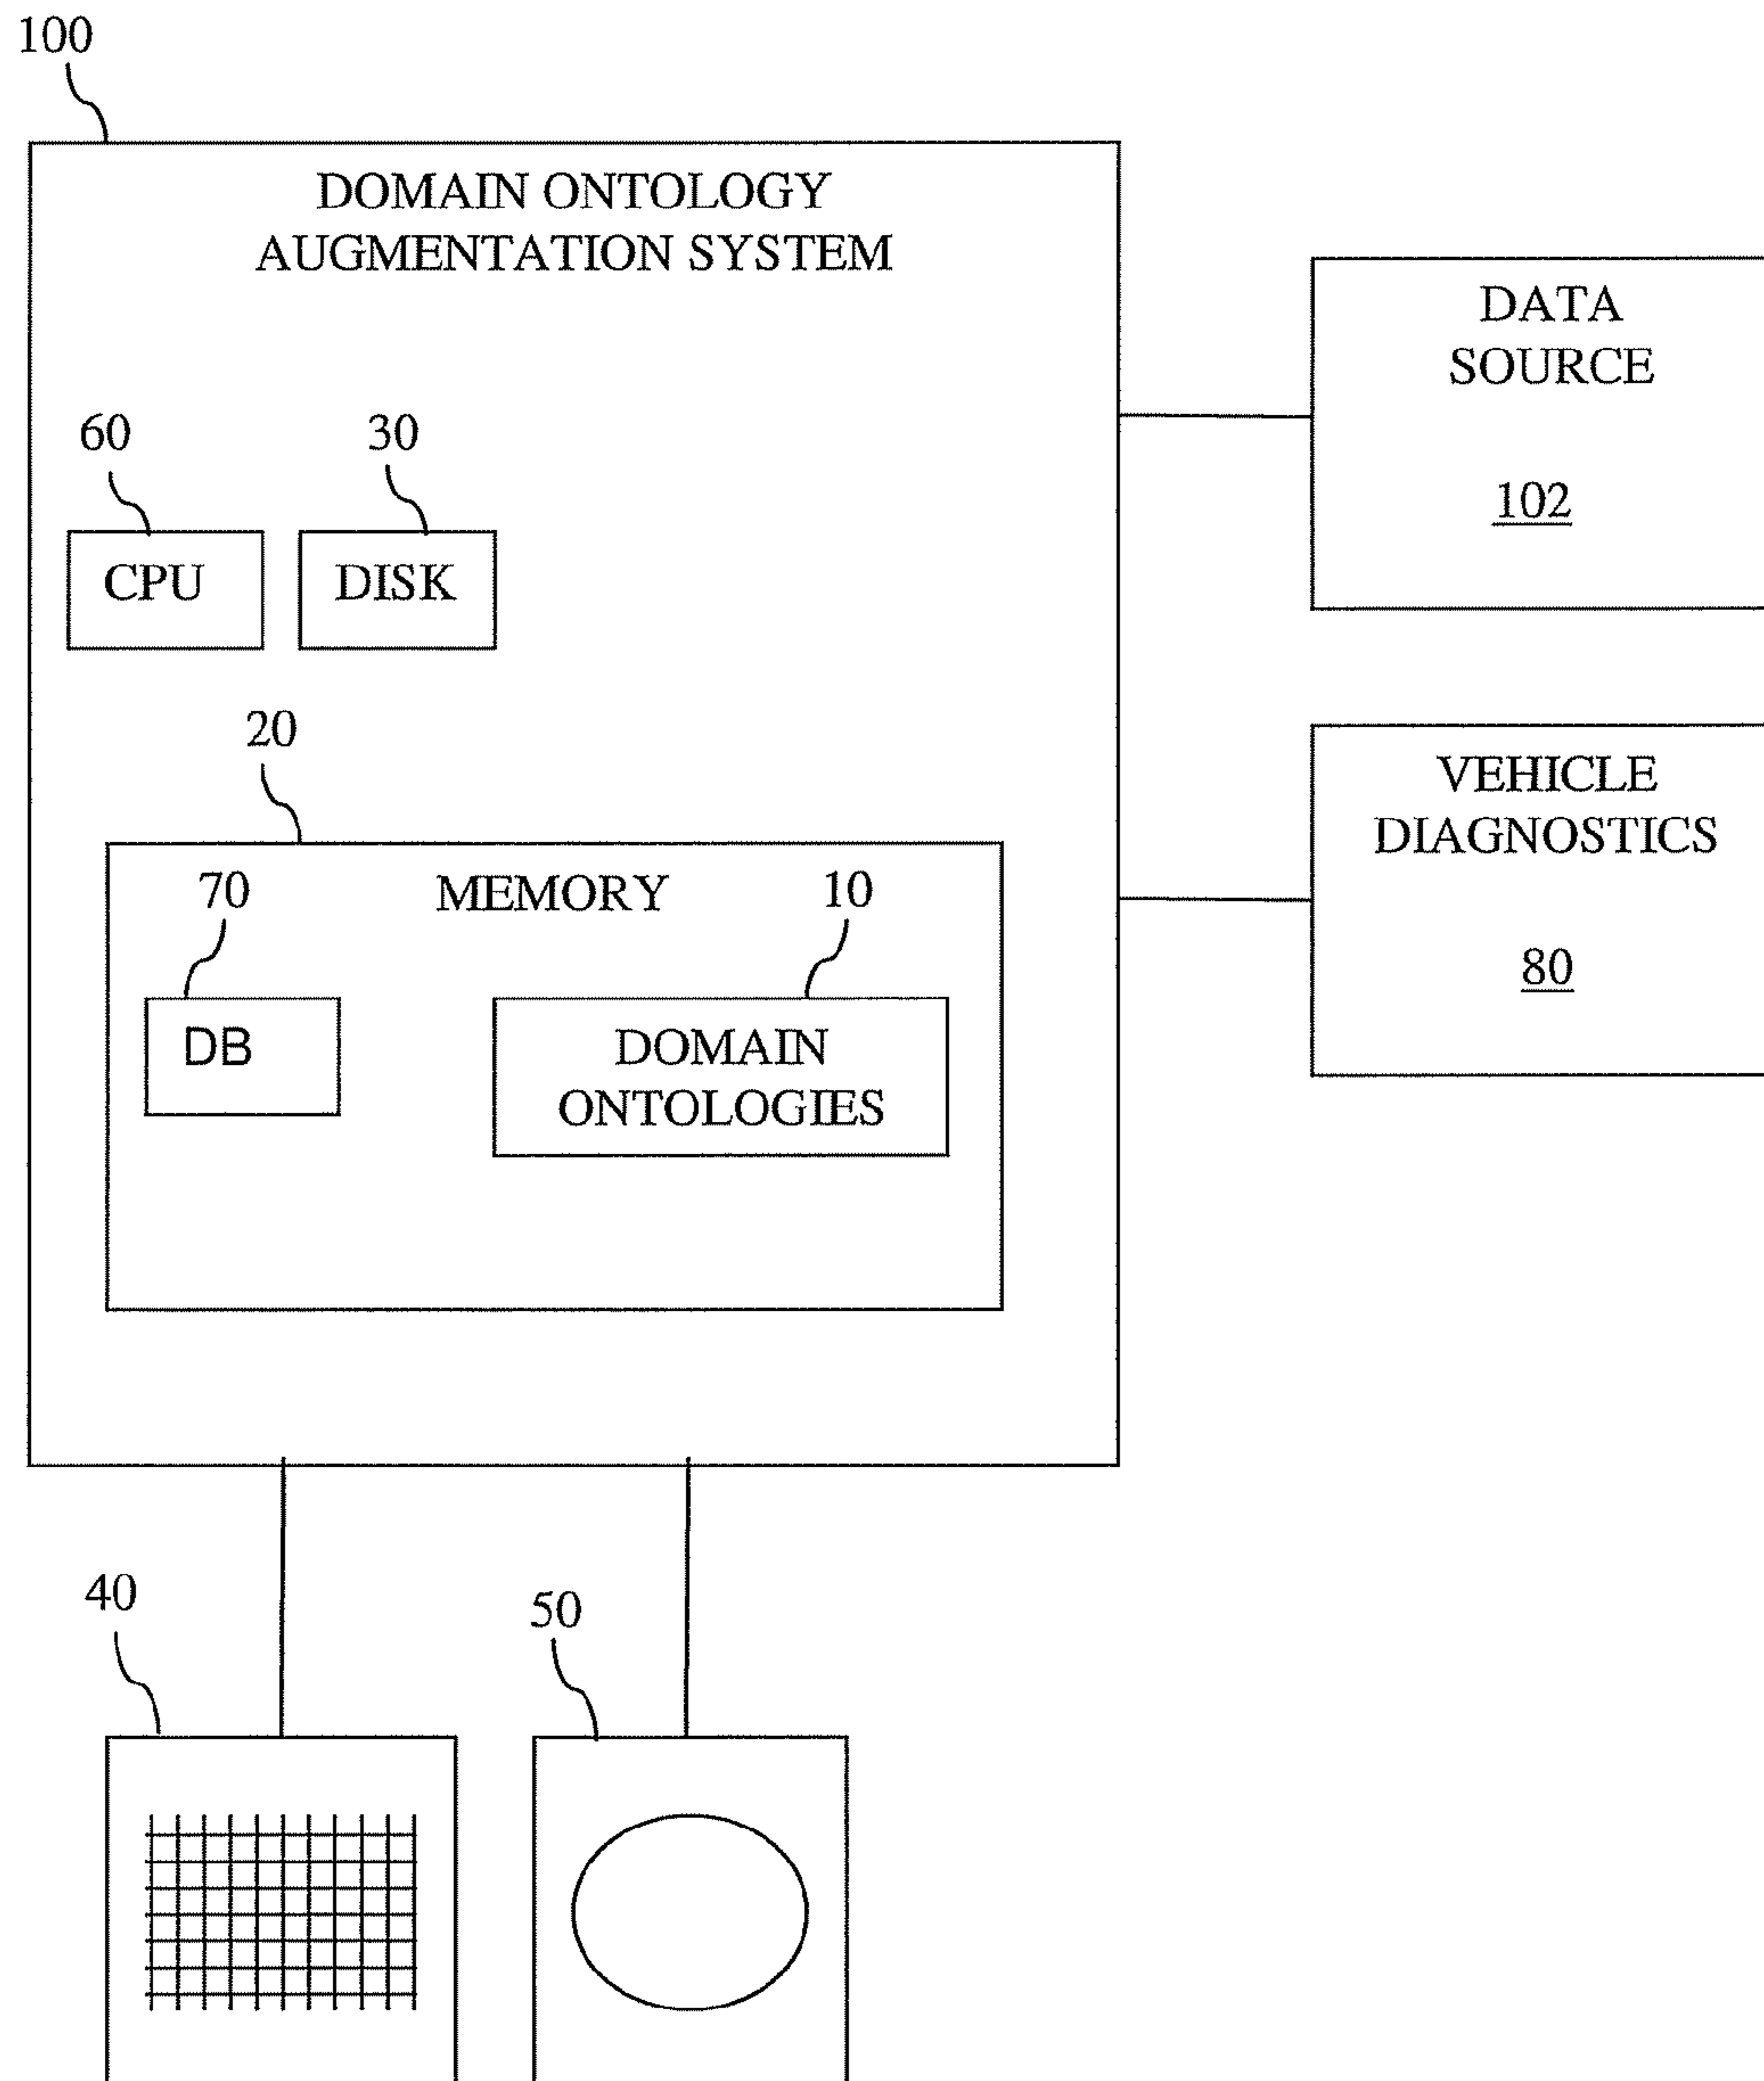 100
DOMAIN ONTOLOGY
AUGMENTATION SYSTEM
DATA
SOURCE
102
60
30
CPU
DISK
20
VEHICLE
DIAGNOSTICS
80
MEMORY
70
10
DB
DOMAIN
ONTOLOGIES
40
50